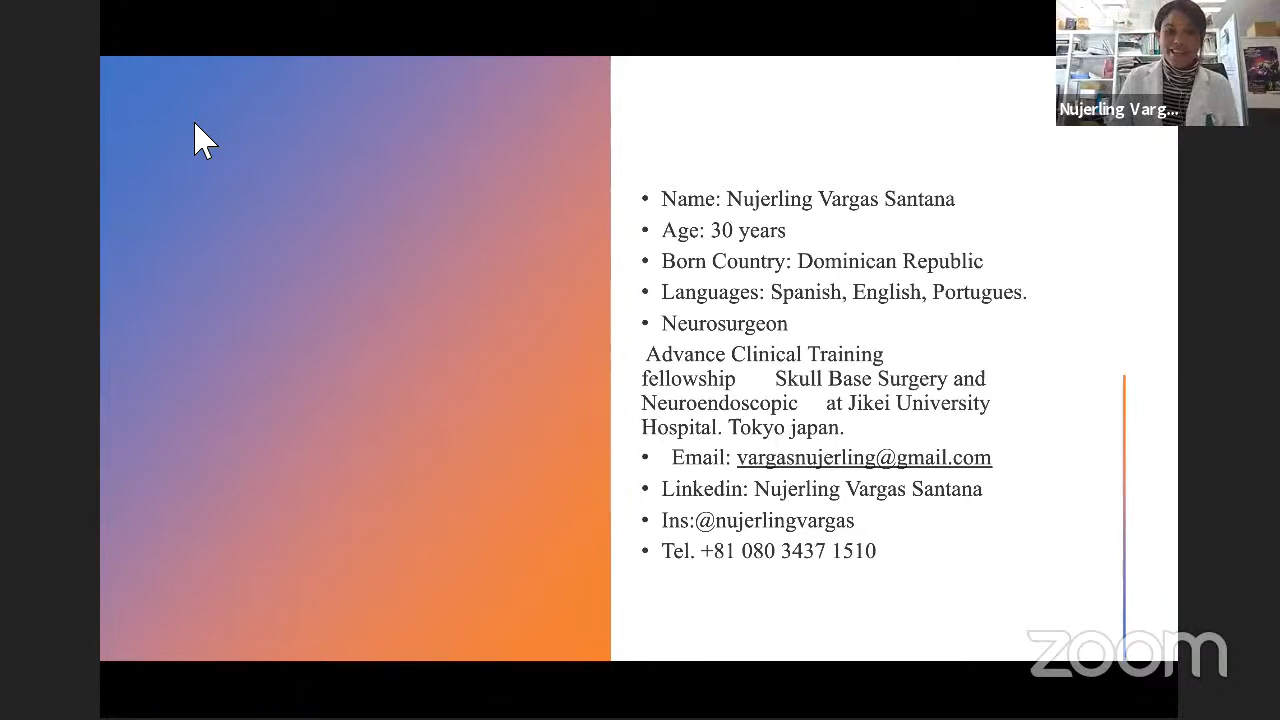 Nujerling Varg...
• Name: Nujerling Vargas Santana
• Age: 30 years
• Born Country: Dominican Republic
• Languages: Spanish, English, Portugues.
• Neurosurgeon
Advance Clinical Training
fellowship Skull Base Surgery and
Neuroendoscopic at Jikei University
Hospital. Tokyo japan.
• Email: vargasnujerling@gmail.com
• Linkedin: Nujerling Vargas Santana
• Ins:@nujerlingvargas
• Tel. +81 080 3437 1510
zoom